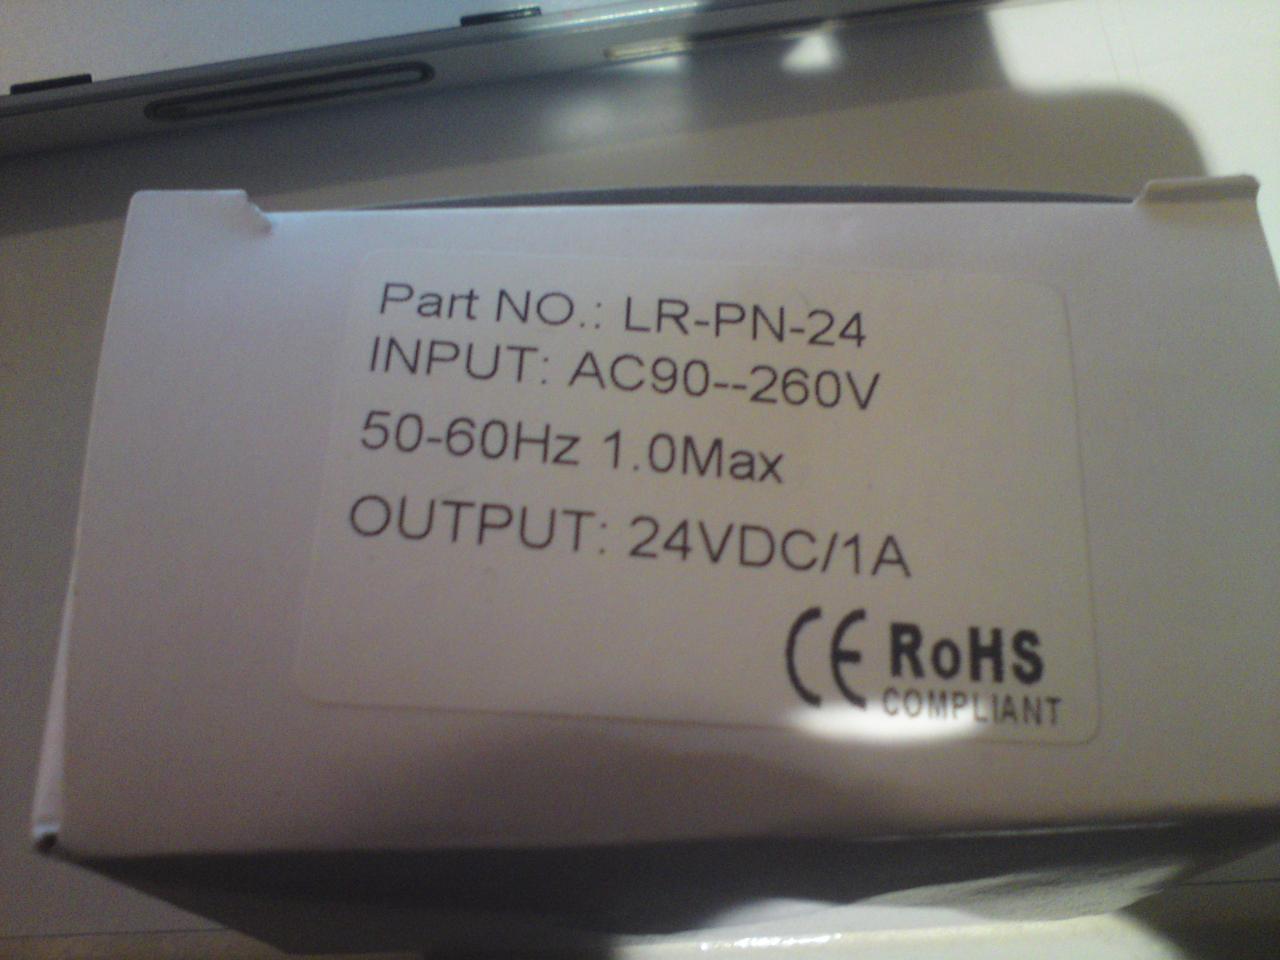 Part NO.: LR-PN-24
INPUT: AC90--260V
50-60Hz 1.0Max
OUTPUT: 24VDC/1A
CE RoHS
COMPLIANT